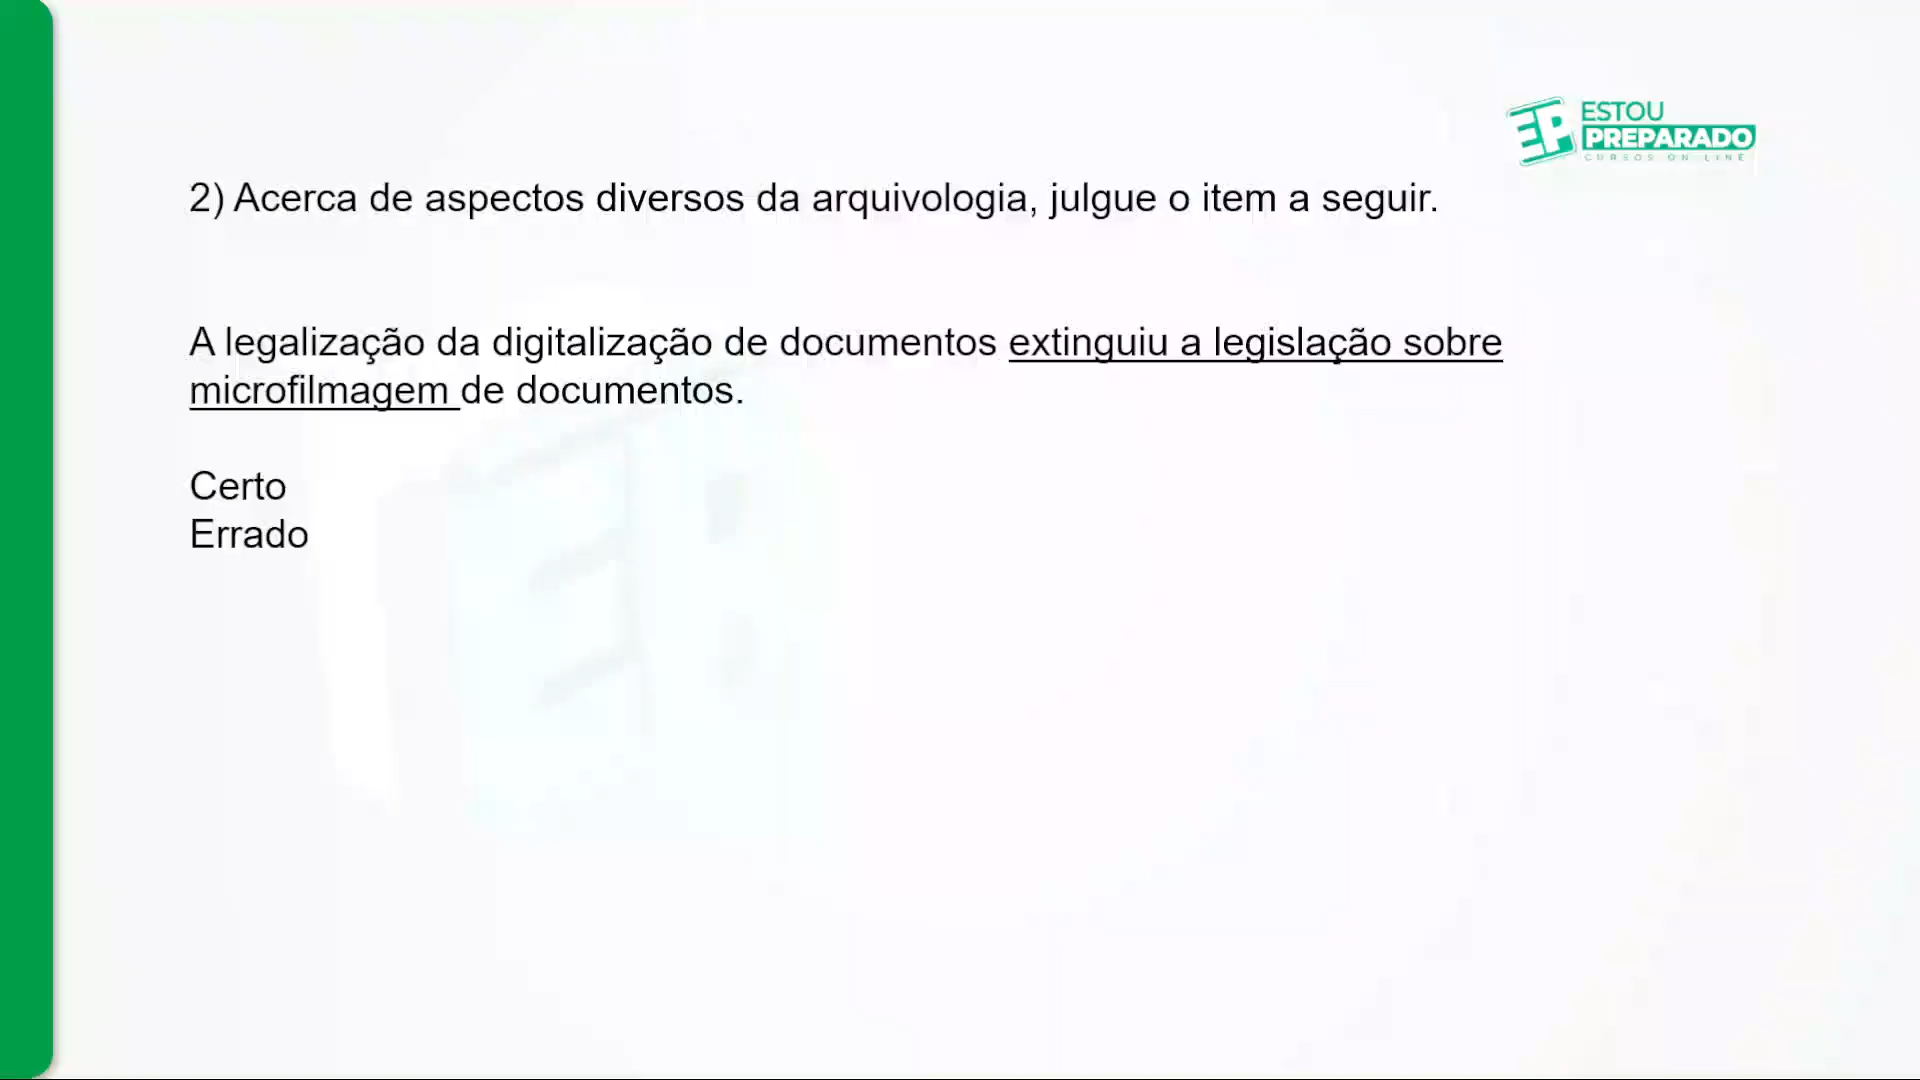 ESTOU
EP PREPARADO
CURSOS ON LINE
2) Acerca de aspectos diversos da arquivologia, julgue o item a seguir.
A legalização da digitalização de documentos extinguiu a legislação sobre
microfilmagem de documentos.
Certo
Errado